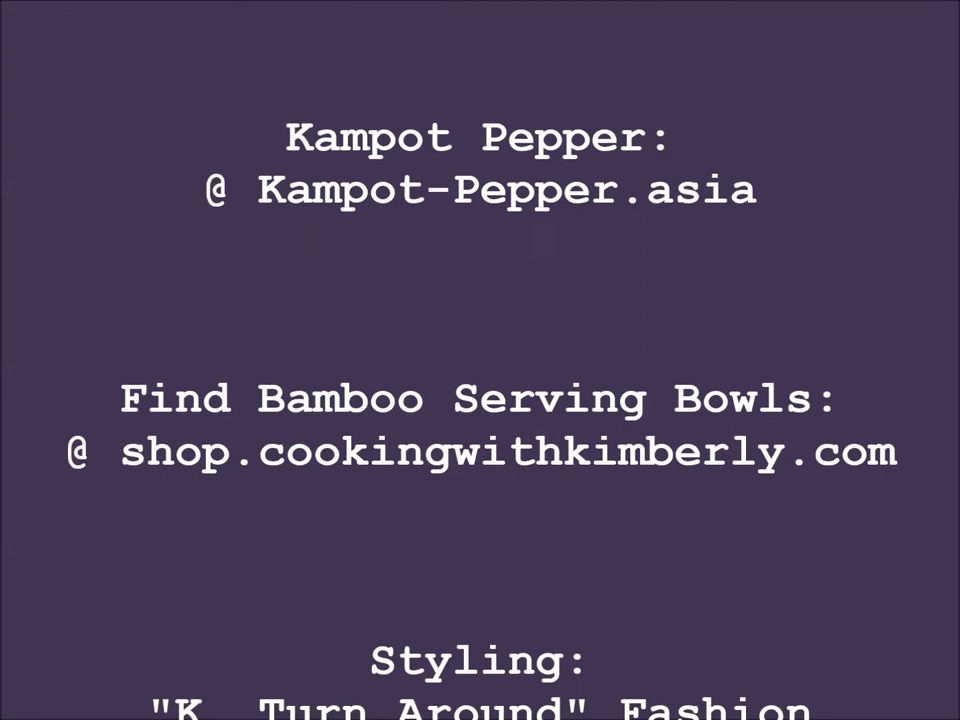 Kampot Pepper:
@ Kampot-Pepper.asia
Find Bamboo Serving Bowls:
@ shop.cookingwithkimberly.com
Styling:
"K. Turn Around" Fashion